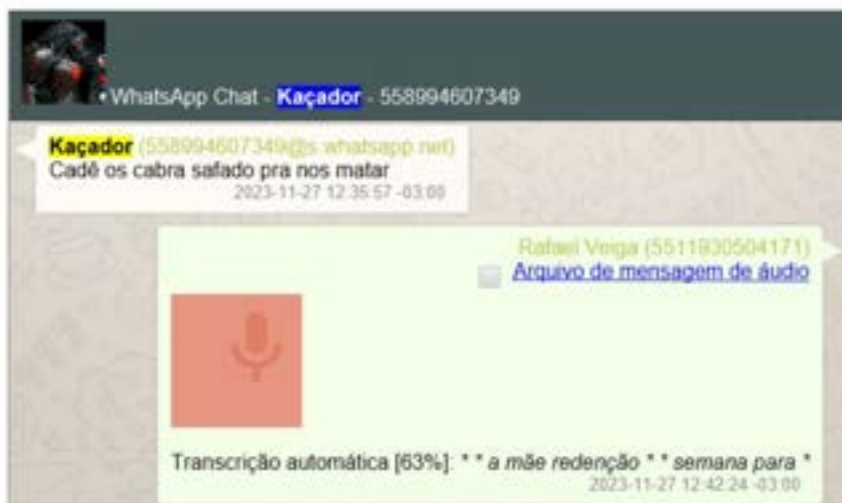 WhatsApp Chat - Kaçador - 558994607349
Kaçador (558994607349@s.whatsapp.net)
Cadê os cabra safado pra nos matar
2023-11-27 12:35:57 -03:00
Rafael Veiga (5511930504171)
Arquivo de mensagem de áudio
Transcrição automática [63%]: * * a mãe redenção * * semana para *
2023-11-27 12:42:24 -03:00